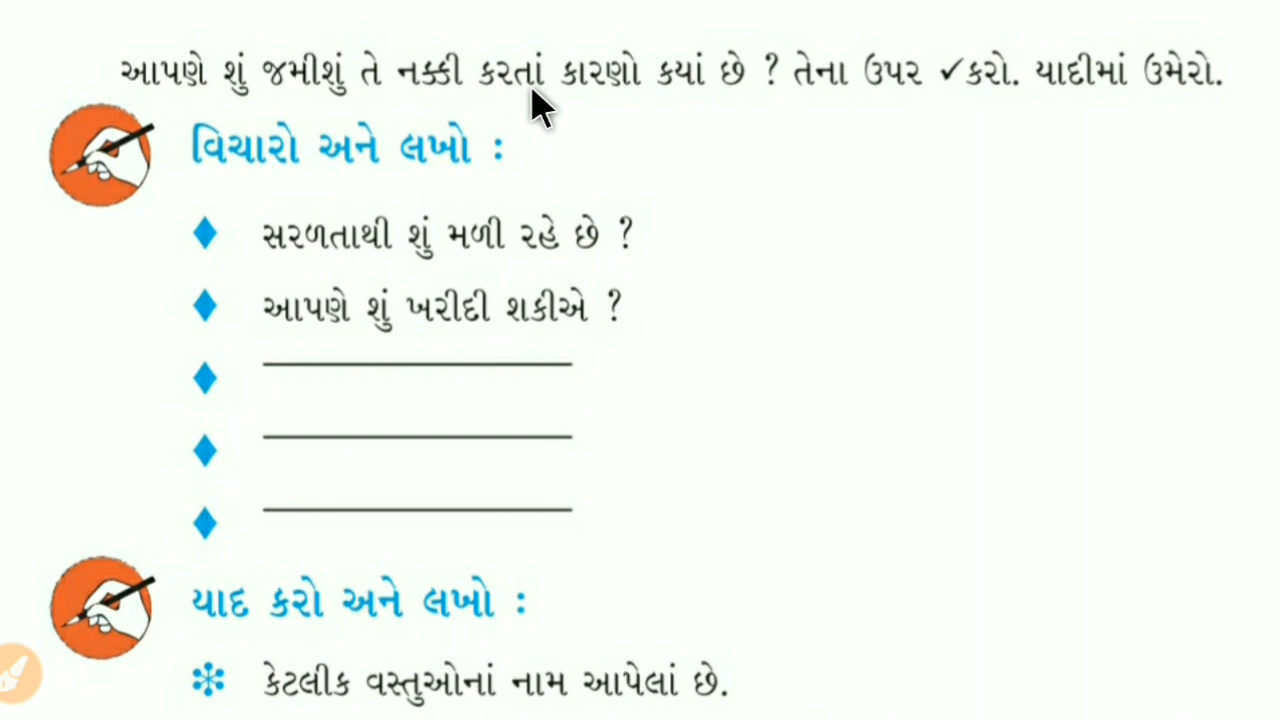 આપણે શું જમીશું તે નક્કી કરતાં કારણો કયાં છે ? તેના ઉપર ✓કરો. યાદીમાં ઉમેરો.
વિચારો અને લખો :
સરળતાથી શું મળી રહે છે ?
આપણે શું ખરીદી શકીએ ?
યાદ કરો અને લખો :
કેટલીક વસ્તુઓનાં નામ આપેલાં છે.